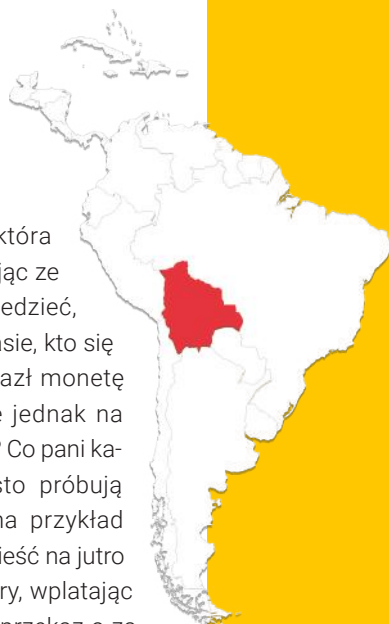 która
jąc ze
edzieć,
sie, kto się
azł monetę
e jednak na
? Co pani ka-
sto próbują
na przykład
ieść na jutro
ry, wplatając